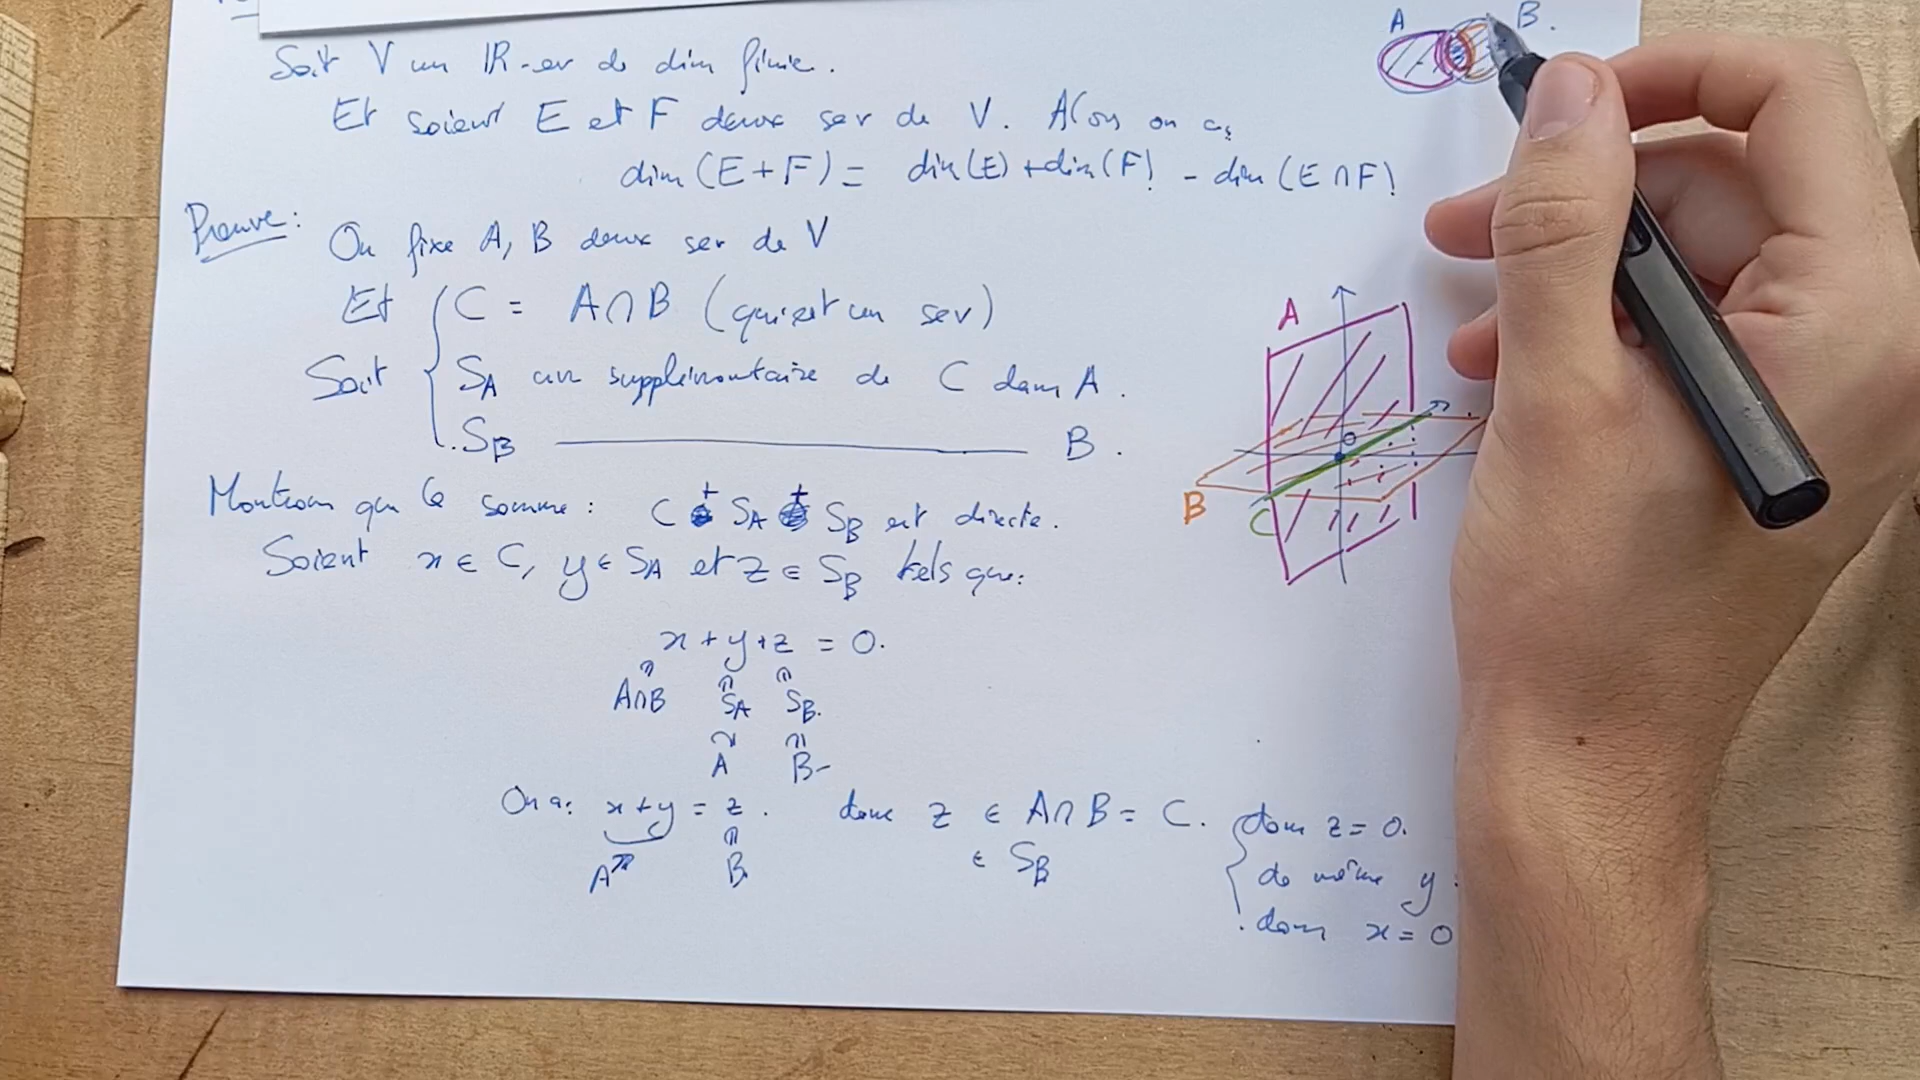 A B.
Soit V un IR-ev de dim finie.
Et soient E et F deux sev de V. Alors on a:
dim (E+F) = dim(E) + dim(F) - dim (E ∩ F)
Preuve: On fixe A, B deux sev de V
Et C = A ∩ B (qui est un sev)
Soit S_A un supplémentaire de C dans A.
S_B ———————— B.
A
O
B
C
Montrons que la somme: C + S_A + S_B est directe.
Soient x ∈ C, y ∈ S_A et z ∈ S_B tels que:
x + y + z = 0.
A∩B S_A S_B.
A B
On a: x+y = z. donc z ∈ A ∩ B = C. donc z = 0.
A B ∈ S_B de même y
donc x = 0